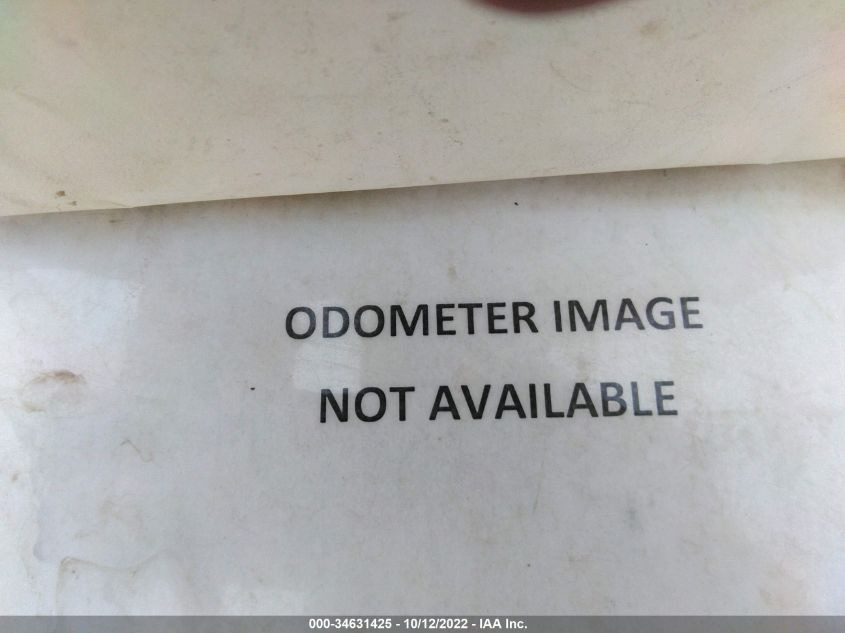 ODOMETER IMAGE
NOT AVAILABLE
000-34631425 - 10/12/2022 - IAA Inc.